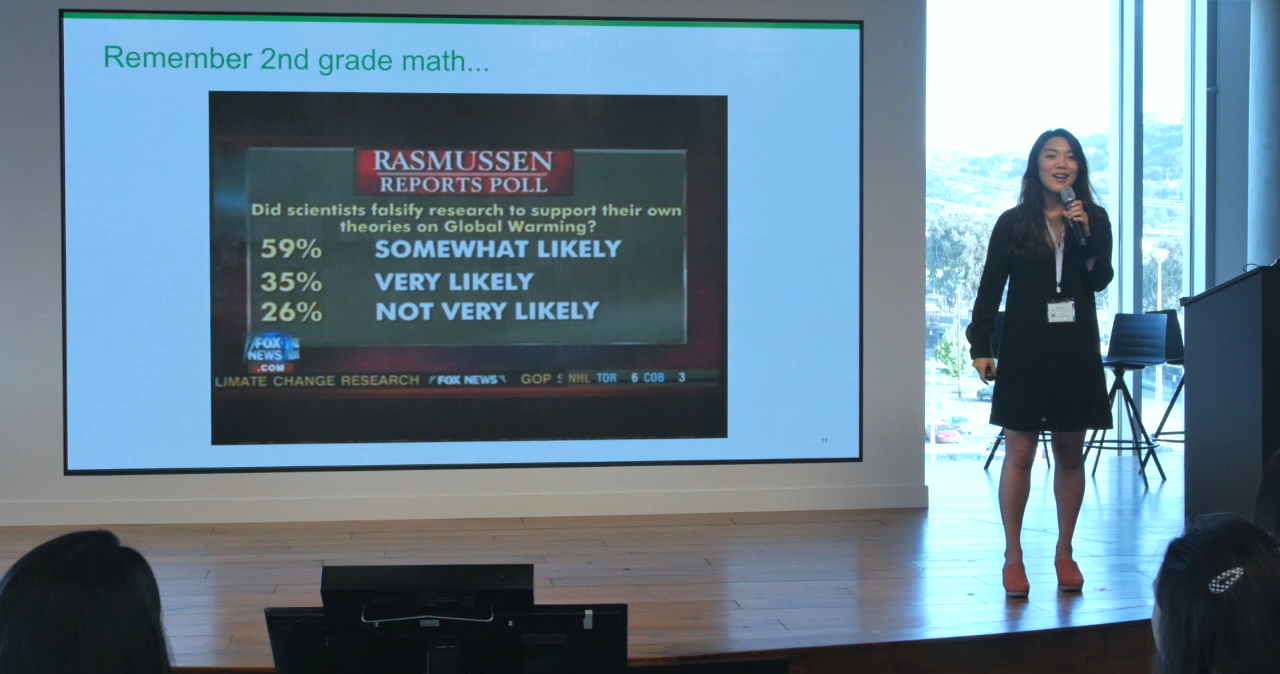 Remember 2nd grade math...
RASMUSSEN
REPORTS POLL
Did scientists falsify research to support their own
theories on Global Warming?
59% SOMEWHAT LIKELY
35% VERY LIKELY
26% NOT VERY LIKELY
FOX
NEWS
.COM
LIMATE CHANGE RESEARCH FOX NEWS GOP S NHL TOR 6 COB 3
11